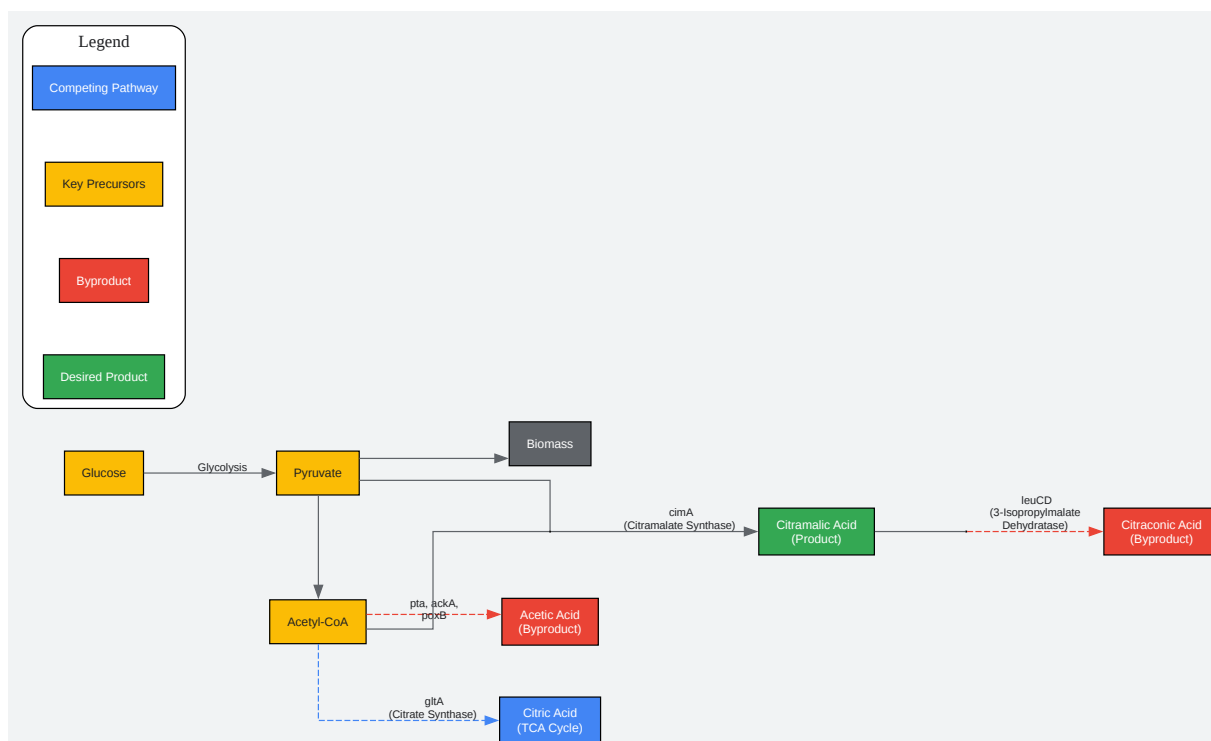 Legend
Competing Pathway
Key Precursors
Byproduct
Desired Product
Biomass
Glucose
Glycolysis
Pyruvate
leuCD
(3-Isopropylmalate
Dehydratase)
cimA
(Citramalate Synthase)
Citramalic Acid
(Product)
Citraconic Acid
(Byproduct)
Acetyl-CoA
pta, ackA,
poxB
Acetic Acid
(Byproduct)
gltA
(Citrate Synthase)
Citric Acid
(TCA Cycle)